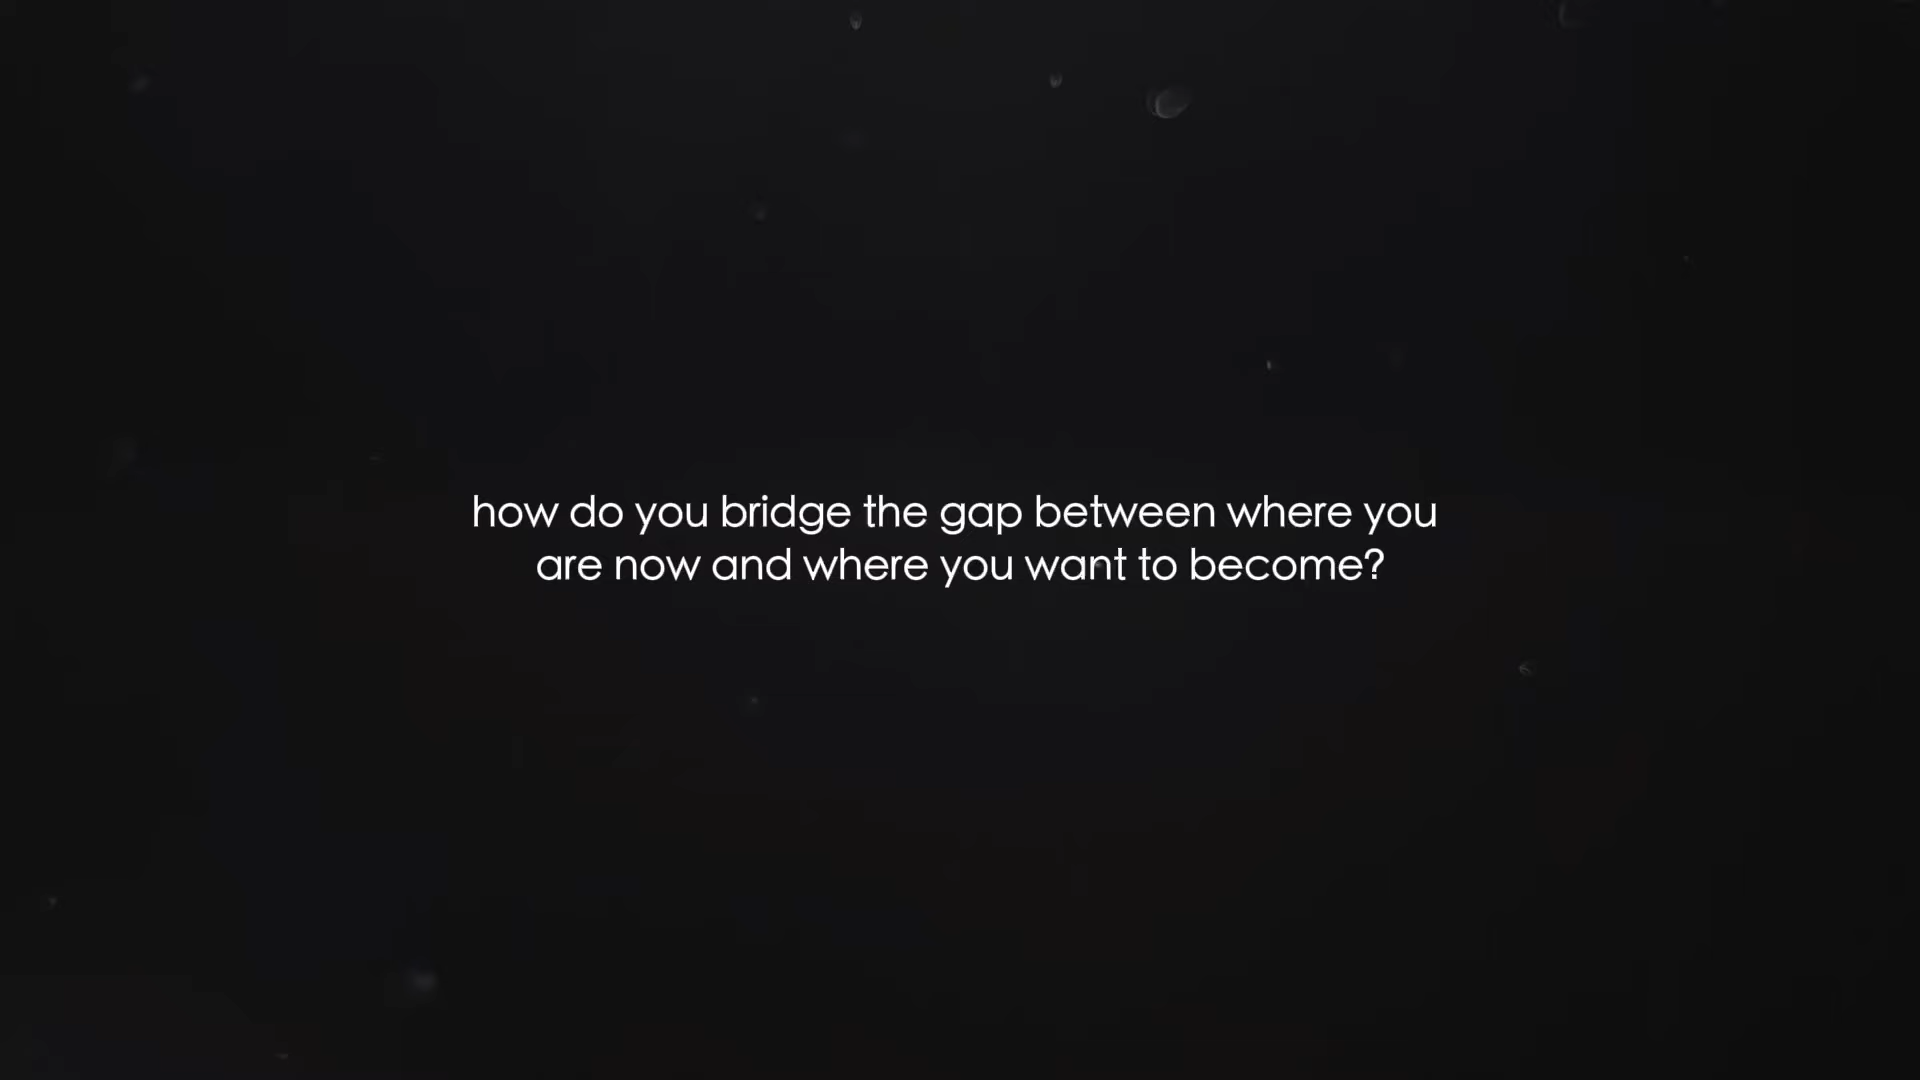 how do you bridge the gap between where you
are now and where you want to become?